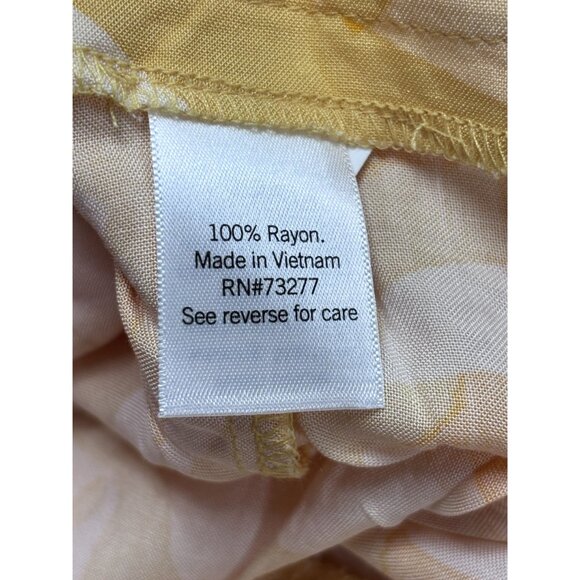 100% Rayon.
Made in Vietnam
RN#73277
See reverse for care